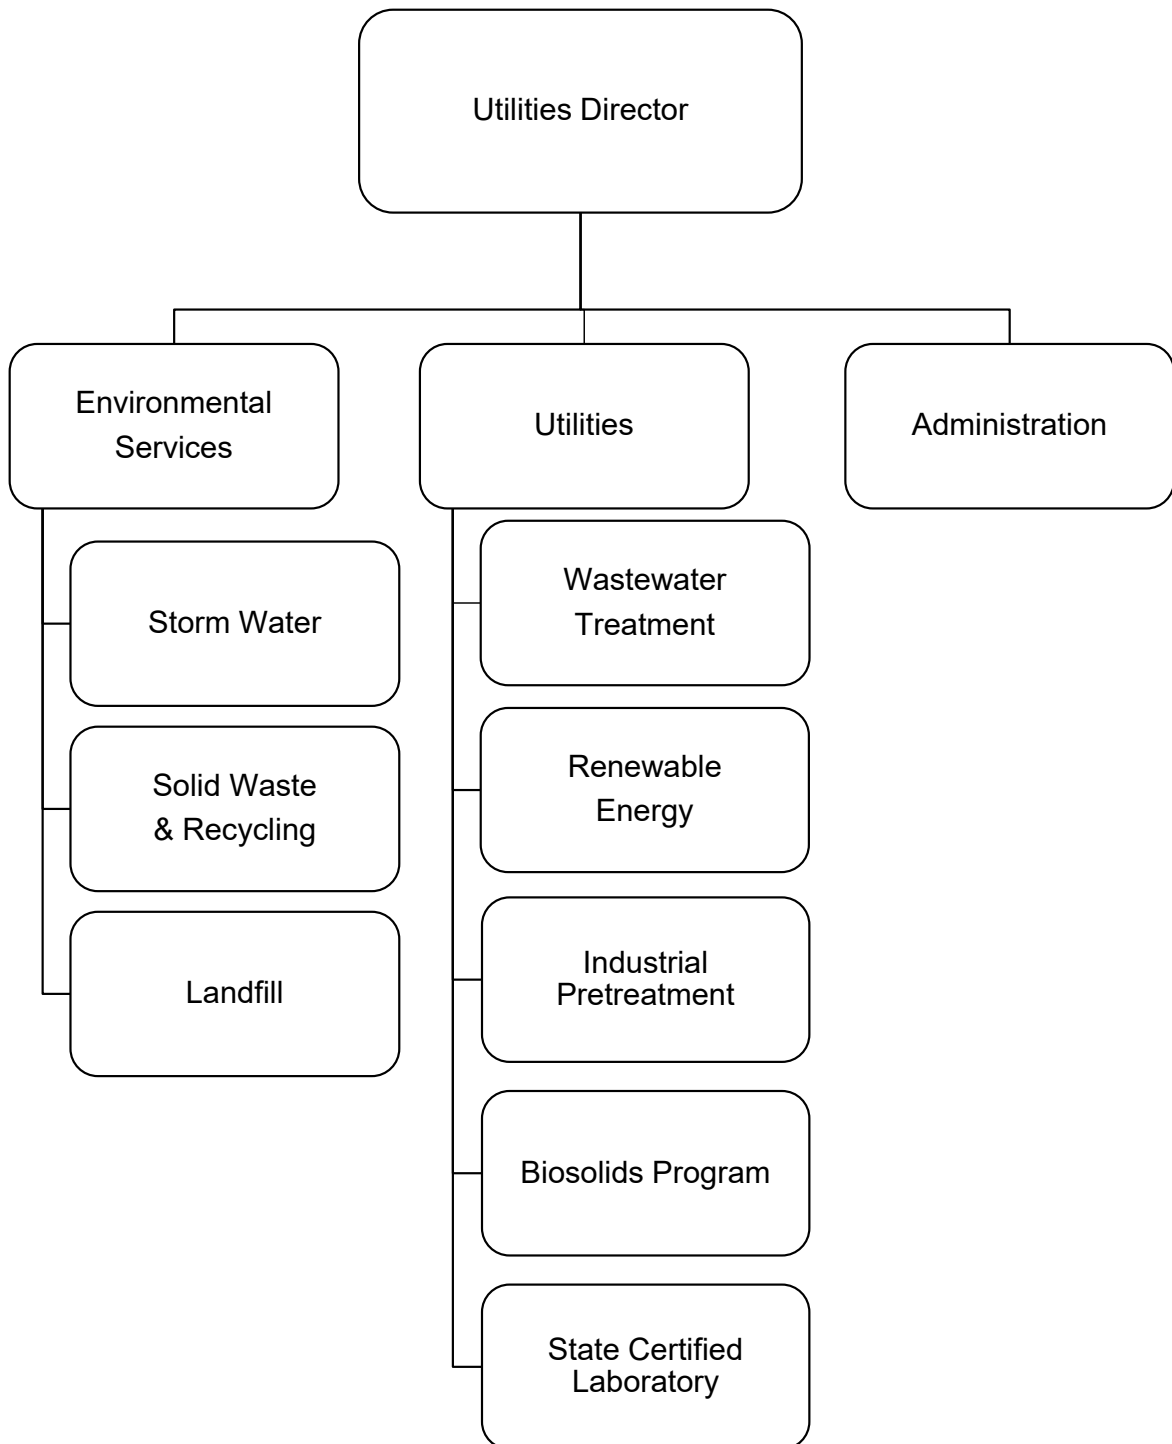 Utilities Director
Environmental
Services
Utilities
Administration
Storm Water
Solid Waste
& Recycling
Landfill
Wastewater
Treatment
Renewable
Energy
Industrial
Pretreatment
Biosolids Program
State Certified
Laboratory